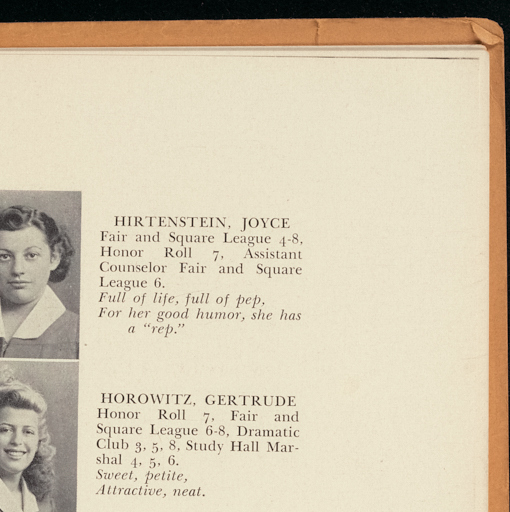 HIRTENSTEIN, JOYCE
Fair and Square League 4-8,
Honor Roll 7, Assistant
Counselor Fair and Square
League 6.
Full of life, full of pep,
For her good humor, she has
a “rep.”
HOROWITZ, GERTRUDE
Honor Roll 7, Fair and
Square League 6-8, Dramatic
Club 3, 5, 8, Study Hall Mar-
shal 4, 5, 6.
Sweet, petite,
Attractive, neat.